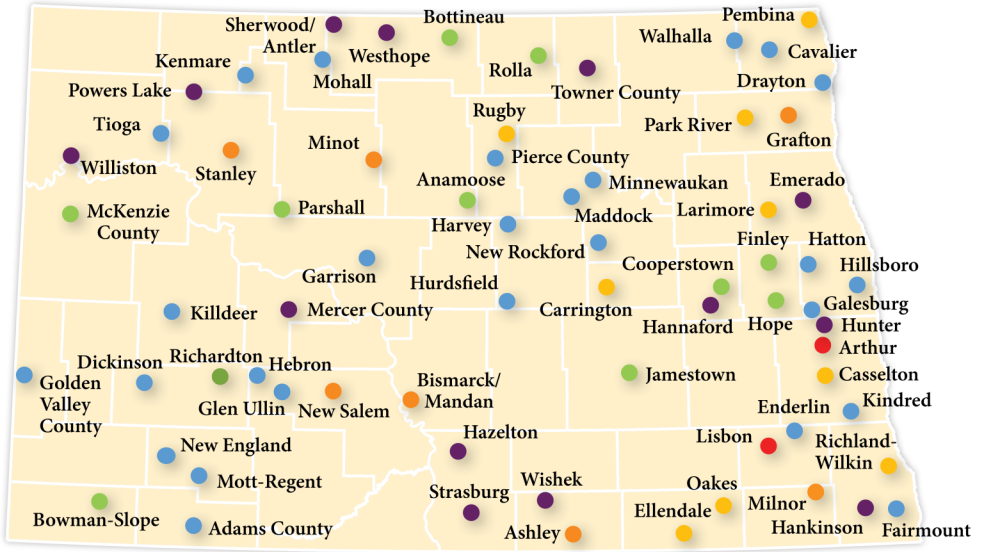 Pembina
Bottineau
Sherwood/
Antler
Westhope
Walhalla
Cavalier
Kenmare
Mohall
Rolla
Drayton
Powers Lake
Towner County
Rugby
Park River
Grafton
Tioga
Minot
Pierce County
Williston
Stanley
Anamoose
Minnewaukan
Emerado
McKenzie
County
Parshall
Maddock
Larimore
Harvey
Finley
Hatton
New Rockford
Garrison
Cooperstown
Hillsboro
Hurdsfield
Killdeer
Mercer County
Carrington
Hannaford
Hope
Galesburg
Hunter
Arthur
Dickinson
Richardton
Hebron
Golden
Valley
County
Glen Ullin
New Salem
Bismarck/
Mandan
Jamestown
Casselton
Enderlin
Kindred
Hazelton
Lisbon
Richland-
Wilkin
New England
Mott-Regent
Wishek
Oakes
Strasburg
Ellendale
Milnor
Bowman-Slope
Adams County
Ashley
Hankinson
Fairmount